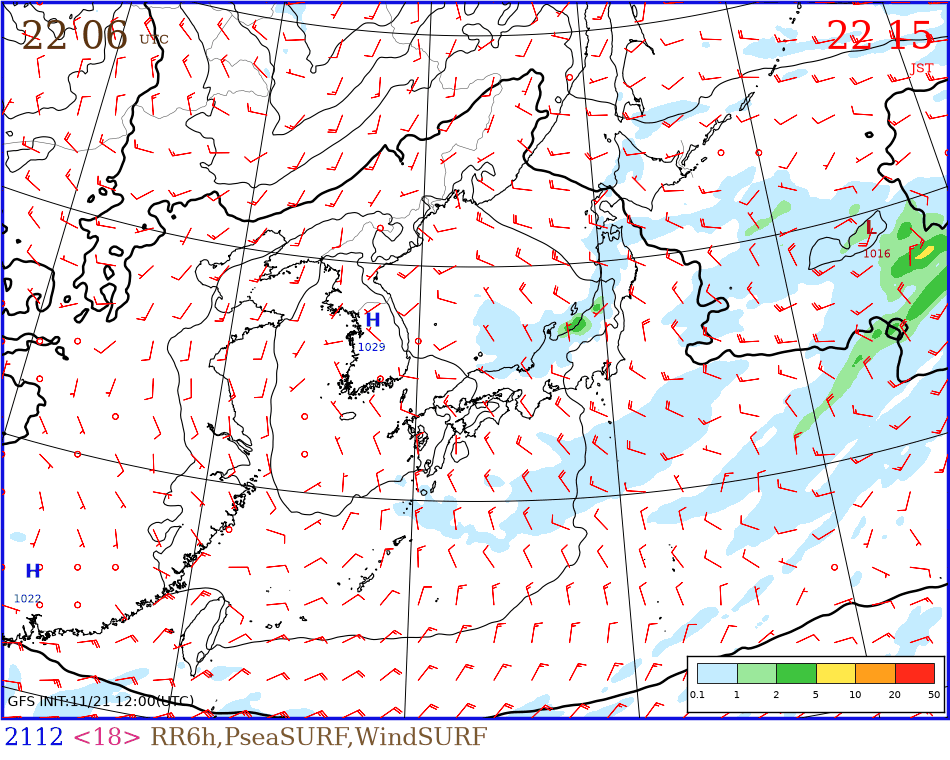 22 06 UTC
22 15 JST
L
1016
H
1029
H
1022
0.1 1 2 5 10 20 50
GFS INIT:11/21 12:00(UTC)
2112 <18> RR6h,PseaSURF,WindSURF